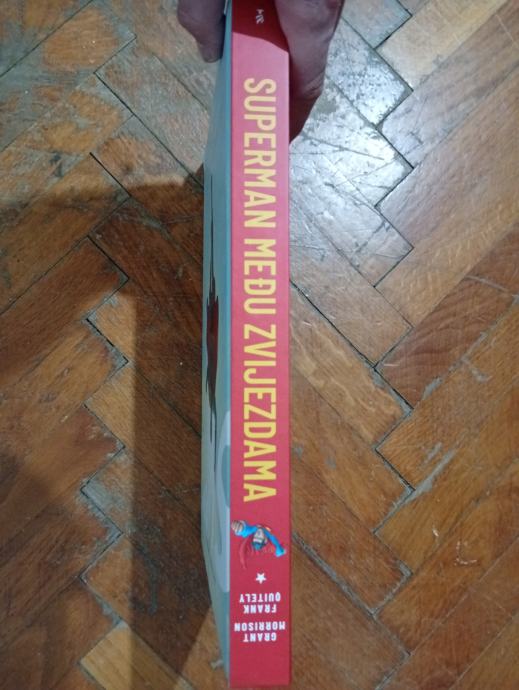 SUPERMAN MEĐU ZVIJEZDAMA
GRANT
MORRISON
FRANK
QUITELY